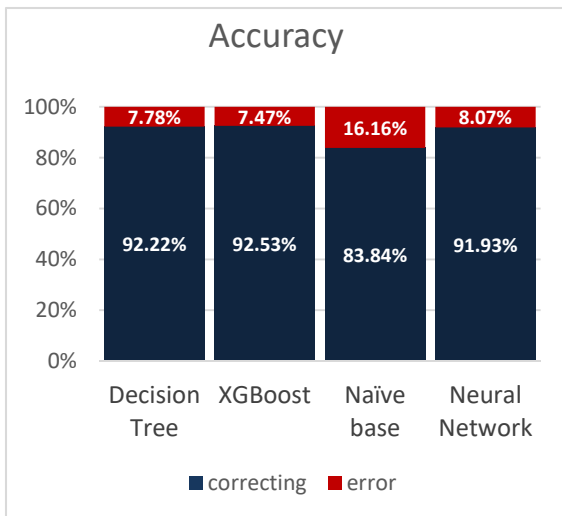 Accuracy
100%
80%
60%
40%
20%
0%
7.78%
7.47%
16.16%
8.07%
92.22%
92.53%
83.84%
91.93%
Decision
Tree
XGBoost
Naïve
base
Neural
Network
correcting
error